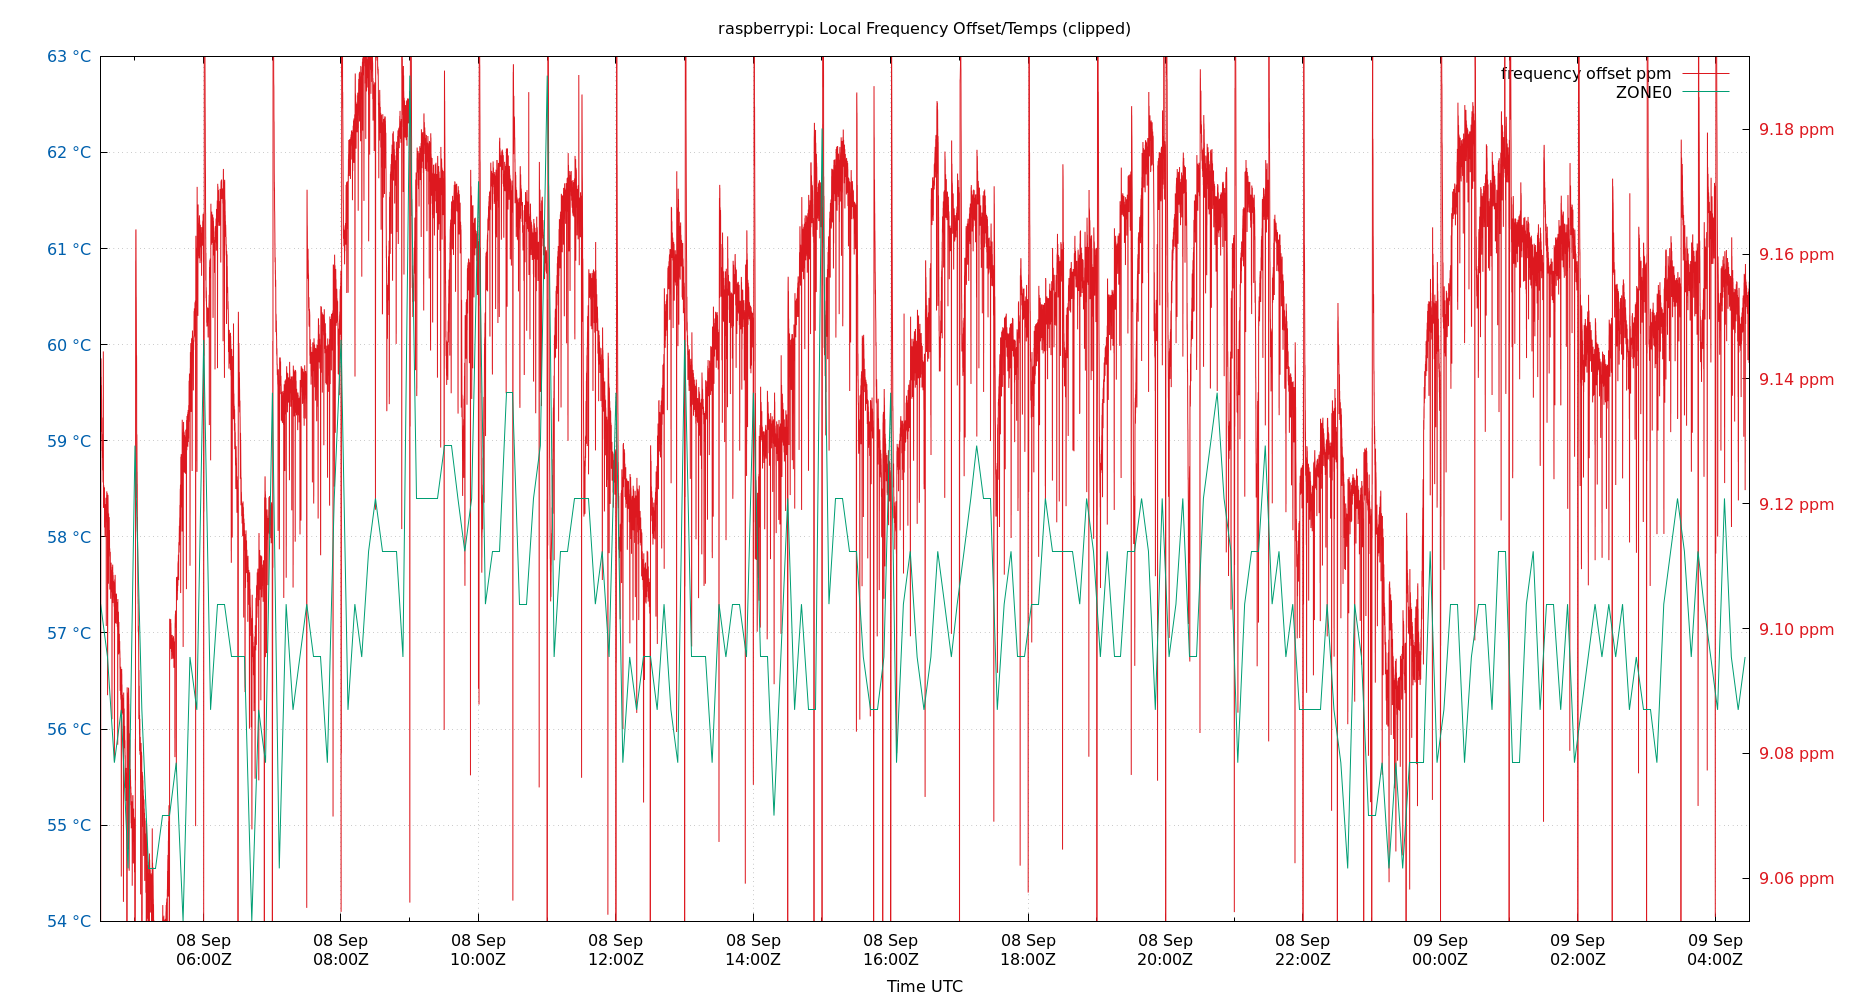 raspberrypi: Local Frequency Offset/Temps (clipped)
63 °C
62 °C
61 °C
60 °C
59 °C
58 °C
57 °C
56 °C
55 °C
54 °C
frequency offset ppm
ZONE0
9.18 ppm
9.16 ppm
9.14 ppm
9.12 ppm
9.10 ppm
9.08 ppm
9.06 ppm
08 Sep 08 Sep 08 Sep 08 Sep 08 Sep 08 Sep 08 Sep 08 Sep 08 Sep 09 Sep 09 Sep 09 Sep
06:00Z 08:00Z 10:00Z 12:00Z 14:00Z 16:00Z 18:00Z 20:00Z 22:00Z 00:00Z 02:00Z 04:00Z
Time UTC